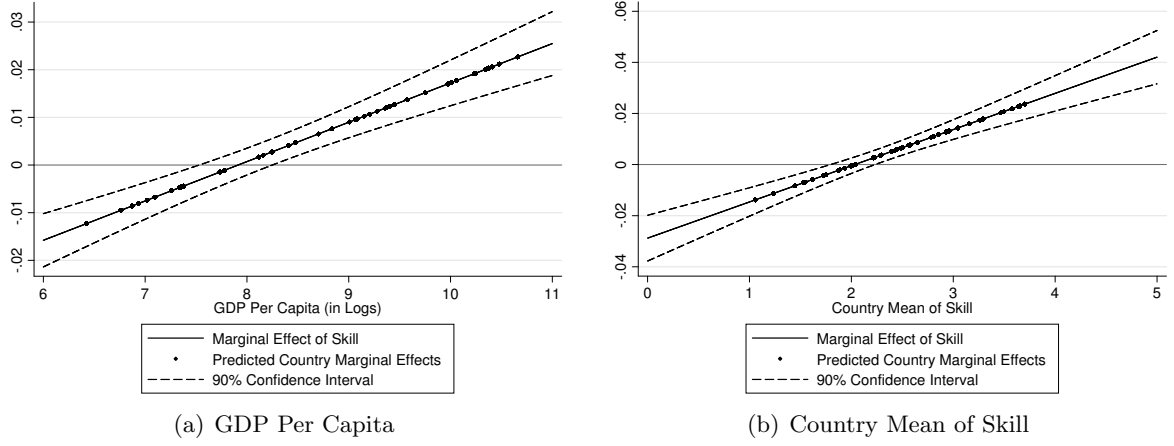 .03
.02
.01
0
-.01
-.02
6 7 8 9 10 11
GDP Per Capita (in Logs)
Marginal Effect of Skill
Predicted Country Marginal Effects
90% Confidence Interval
(a) GDP Per Capita
.06
.04
.02
0
-.02
-.04
0 1 2 3 4 5
Country Mean of Skill
Marginal Effect of Skill
Predicted Country Marginal Effects
90% Confidence Interval
(b) Country Mean of Skill